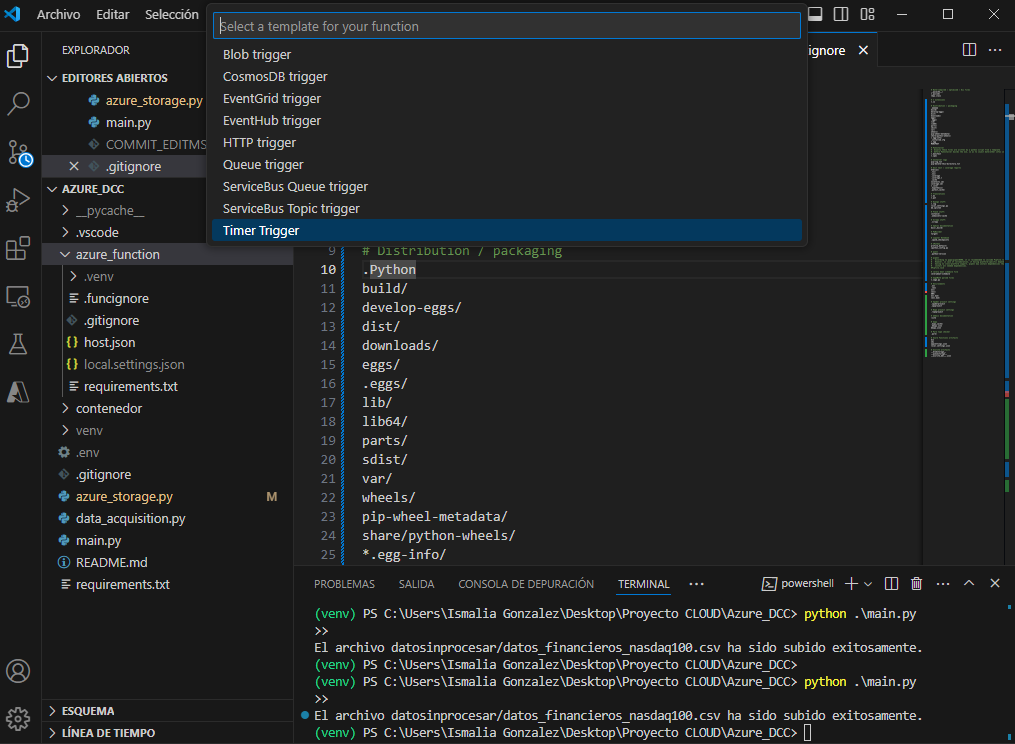 Archivo Editar Selección
Select a template for your function
Blob trigger
CosmosDB trigger
EventGrid trigger
EventHub trigger
HTTP trigger
Queue trigger
ServiceBus Queue trigger
ServiceBus Topic trigger
Timer Trigger
EXPLORADOR
EDITORES ABIERTOS
azure_storage.py
main.py
COMMIT_EDITMS
.gitignore
AZURE_DCC
__pycache__
.vscode
azure_function
.venv
.funcignore
.gitignore
host.json
local.settings.json
requirements.txt
contenedor
venv
.env
.gitignore
azure_storage.py M
data_acquisition.py
main.py
README.md
requirements.txt
ESQUEMA
LÍNEA DE TIEMPO
ignore
9 # Distribution / packaging
10 .Python
11 build/
12 develop-eggs/
13 dist/
14 downloads/
15 eggs/
16 .eggs/
17 lib/
18 lib64/
19 parts/
20 sdist/
21 var/
22 wheels/
23 pip-wheel-metadata/
24 share/python-wheels/
25 *.egg-info/
PROBLEMAS SALIDA CONSOLA DE DEPURACIÓN TERMINAL ... powershell
(venv) PS C:\Users\Ismalia Gonzalez\Desktop\Proyecto CLOUD\Azure_DCC> python .\main.py
>>
El archivo datosinprocesar/datos_financieros_nasdaq100.csv ha sido subido exitosamente.
(venv) PS C:\Users\Ismalia Gonzalez\Desktop\Proyecto CLOUD\Azure_DCC>
(venv) PS C:\Users\Ismalia Gonzalez\Desktop\Proyecto CLOUD\Azure_DCC> python .\main.py
>>
El archivo datosinprocesar/datos_financieros_nasdaq100.csv ha sido subido exitosamente.
(venv) PS C:\Users\Ismalia Gonzalez\Desktop\Proyecto CLOUD\Azure_DCC>